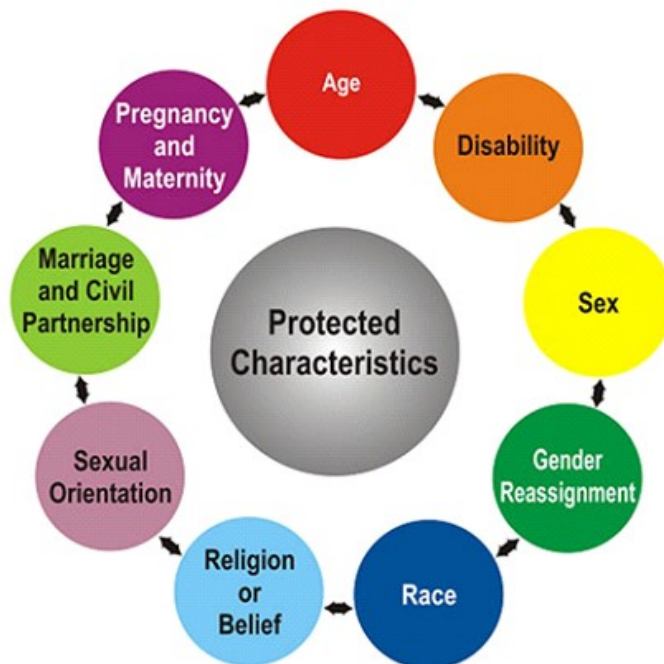 Protected
Characteristics
Age
Disability
Sex
Gender
Reassignment
Race
Religion
or
Belief
Sexual
Orientation
Marriage
and Civil
Partnership
Pregnancy
and
Maternity